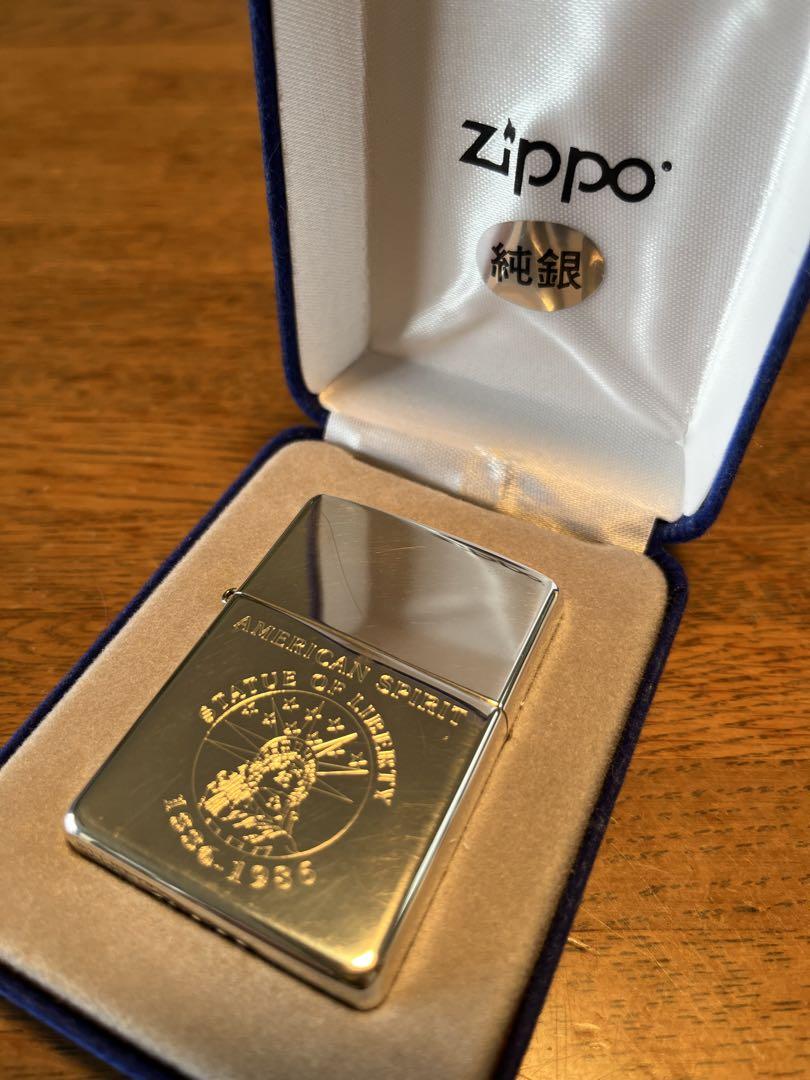 Zippo
純銀
AMERICAN SPIRIT
STATUE OF LIBERTY
1886-1986